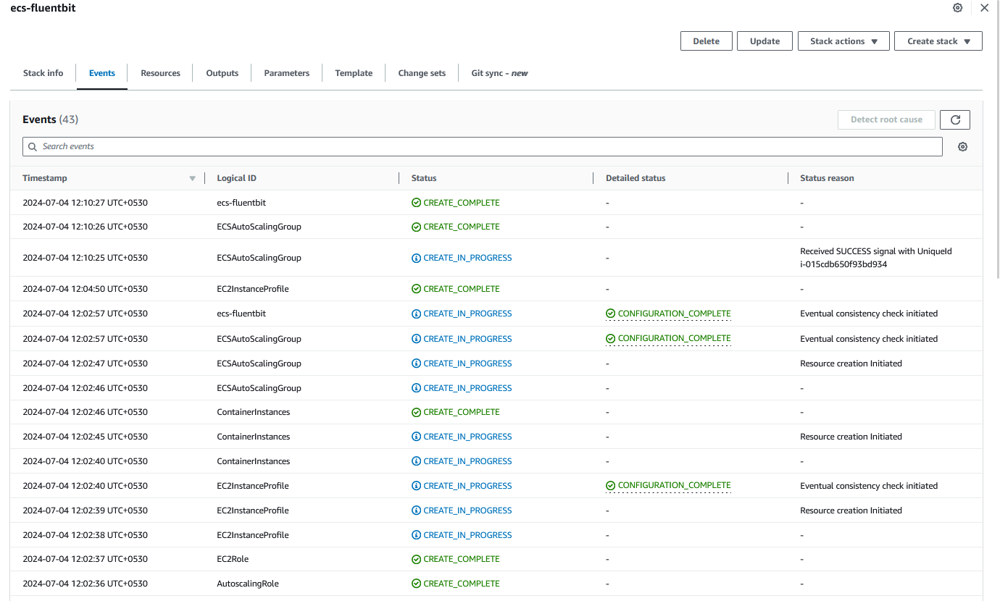 ecs-fluentbit
Delete Update Stack actions Create stack
Stack info Events Resources Outputs Parameters Template Change sets Git sync - new
Events (43) Detect root cause
Search events
Timestamp Logical ID Status Detailed status Status reason
2024-07-04 12:10:27 UTC+0530 ecs-fluentbit CREATE_COMPLETE - -
2024-07-04 12:10:26 UTC+0530 ECSAutoScalingGroup CREATE_COMPLETE - -
2024-07-04 12:10:25 UTC+0530 ECSAutoScalingGroup CREATE_IN_PROGRESS - Received SUCCESS signal with UniqueId
i-015cdb650f93bd934
2024-07-04 12:04:50 UTC+0530 EC2InstanceProfile CREATE_COMPLETE - -
2024-07-04 12:02:57 UTC+0530 ecs-fluentbit CREATE_IN_PROGRESS CONFIGURATION_COMPLETE Eventual consistency check initiated
2024-07-04 12:02:57 UTC+0530 ECSAutoScalingGroup CREATE_IN_PROGRESS CONFIGURATION_COMPLETE Eventual consistency check initiated
2024-07-04 12:02:47 UTC+0530 ECSAutoScalingGroup CREATE_IN_PROGRESS - Resource creation Initiated
2024-07-04 12:02:46 UTC+0530 ECSAutoScalingGroup CREATE_IN_PROGRESS - -
2024-07-04 12:02:46 UTC+0530 ContainerInstances CREATE_COMPLETE - -
2024-07-04 12:02:45 UTC+0530 ContainerInstances CREATE_IN_PROGRESS - Resource creation Initiated
2024-07-04 12:02:40 UTC+0530 ContainerInstances CREATE_IN_PROGRESS - -
2024-07-04 12:02:40 UTC+0530 EC2InstanceProfile CREATE_IN_PROGRESS CONFIGURATION_COMPLETE Eventual consistency check initiated
2024-07-04 12:02:39 UTC+0530 EC2InstanceProfile CREATE_IN_PROGRESS - Resource creation Initiated
2024-07-04 12:02:38 UTC+0530 EC2InstanceProfile CREATE_IN_PROGRESS - -
2024-07-04 12:02:37 UTC+0530 EC2Role CREATE_COMPLETE - -
2024-07-04 12:02:36 UTC+0530 AutoscalingRole CREATE_COMPLETE - -